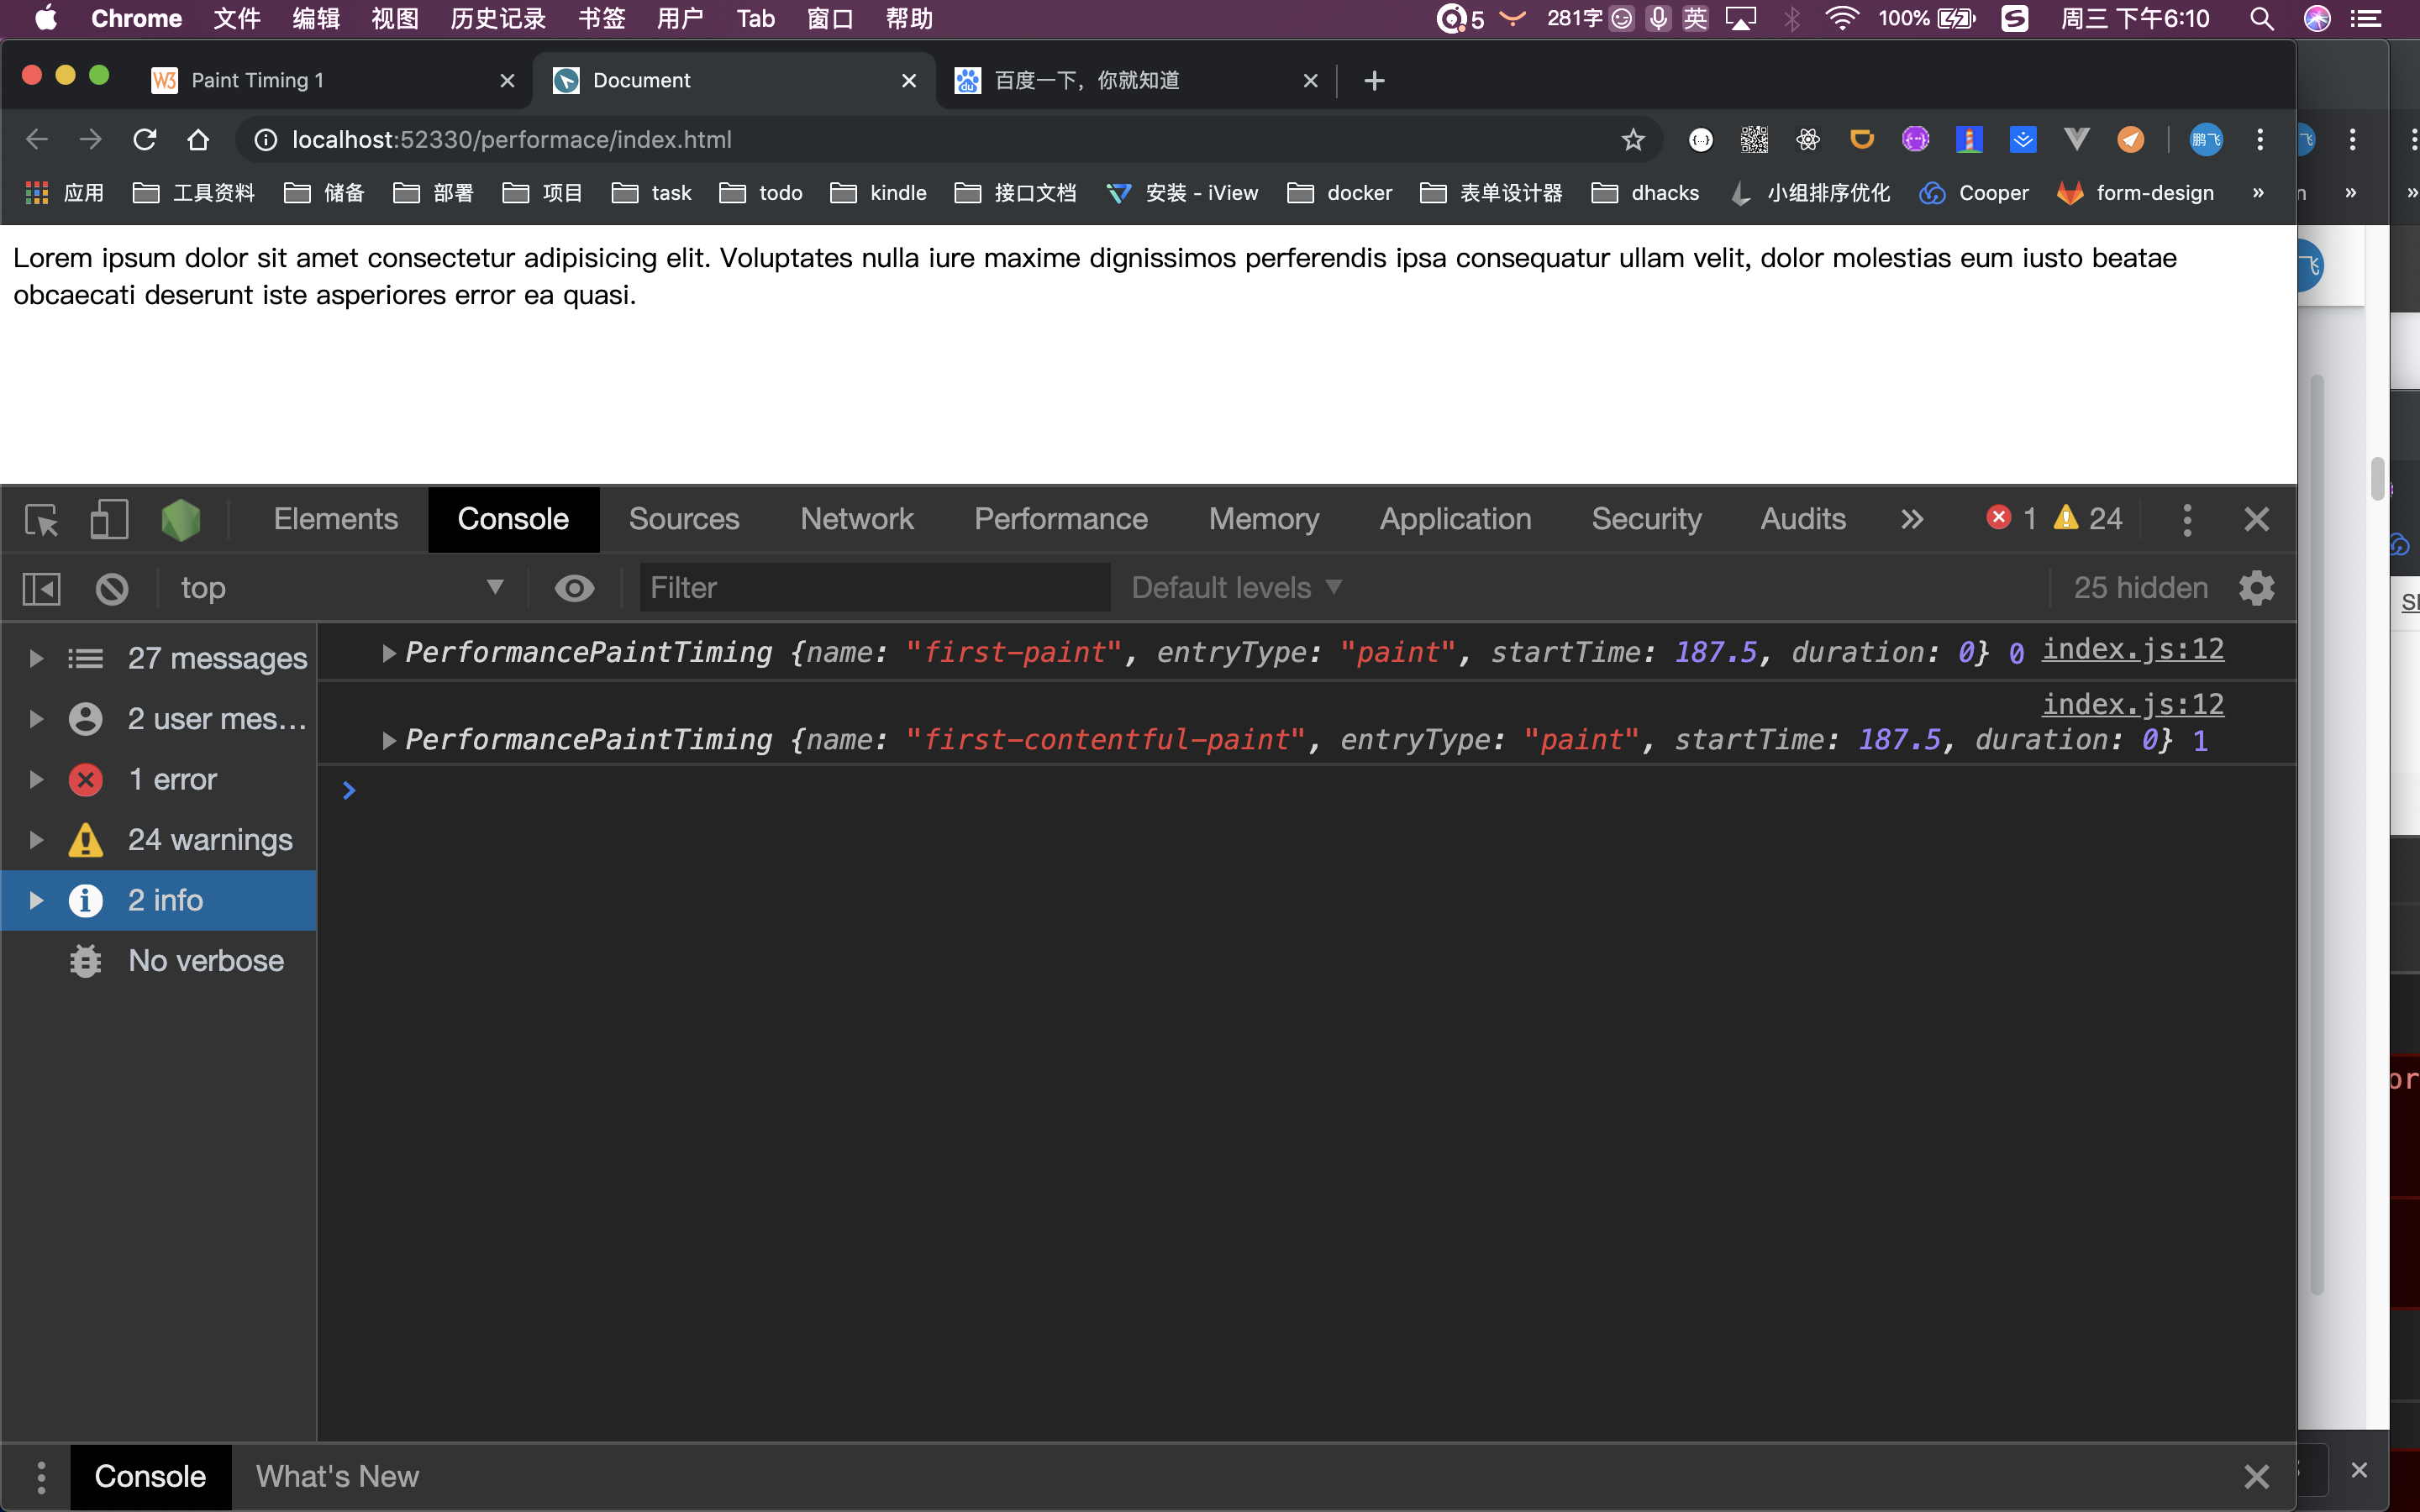 Chrome 文件 编辑 视图 历史记录 书签 用户 Tab 窗口 帮助 5 281字 英 100% 周三 下午6:10
Paint Timing 1 Document 百度一下，你就知道
localhost:52330/performace/index.html 鹏飞
应用 工具资料 储备 部署 项目 task todo kindle 接口文档 安装 - iView docker 表单设计器 dhacks 小组排序优化 Cooper form-design »
Lorem ipsum dolor sit amet consectetur adipisicing elit. Voluptates nulla iure maxime dignissimos perferendis ipsa consequatur ullam velit, dolor molestias eum iusto beatae
obcaecati deserunt iste asperiores error ea quasi.
Elements Console Sources Network Performance Memory Application Security Audits » 1 24
top Filter Default levels 25 hidden
27 messages
2 user mes…
1 error
24 warnings
2 info
No verbose
PerformancePaintTiming {name: "first-paint", entryType: "paint", startTime: 187.5, duration: 0} 0 index.js:12
index.js:12
PerformancePaintTiming {name: "first-contentful-paint", entryType: "paint", startTime: 187.5, duration: 0} 1
Console What's New